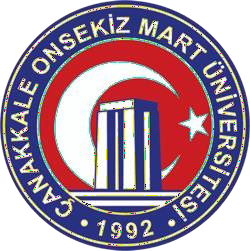 ÇANAKKALE ONSEKİZ MART ÜNİVERSİTESİ
• 1992 •